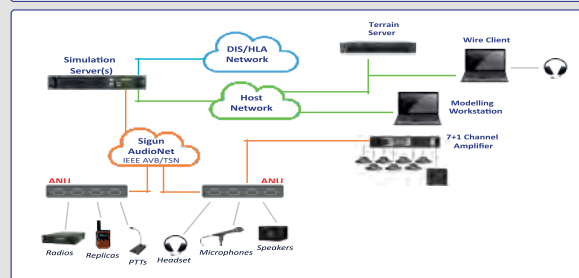 Terrain
Server
DIS/HLA
Network
Wire Client
Simulation
Server(s)
Host
Network
Modelling
Workstation
7+1 Channel
Amplifier
Sigun
AudioNet
IEEE AVB/TSN
ANU
ANU
Radios
Replicas
PTTs
Headset
Microphones
Speakers